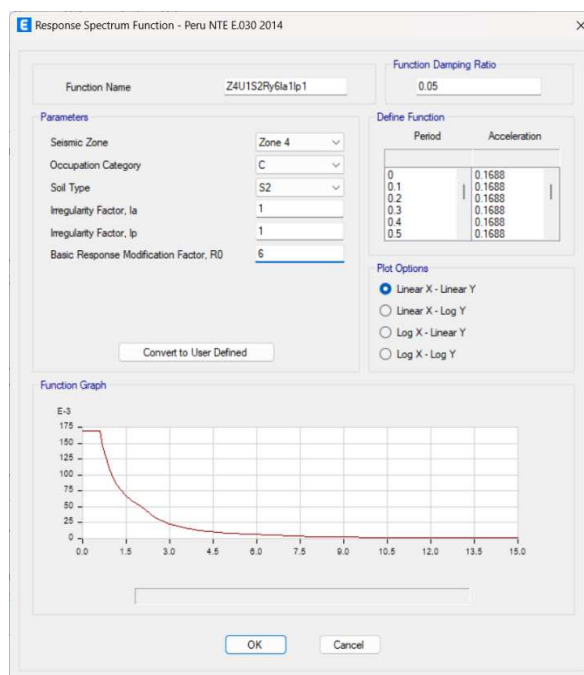 E Response Spectrum Function - Peru NTE E.030 2014
Function Name Z4U1S2Ry6Ia1Ip1
Function Damping Ratio
0.05
Parameters
Seismic Zone Zone 4
Occupation Category C
Soil Type S2
Irregularity Factor, Ia 1
Irregularity Factor, Ip 1
Basic Response Modification Factor, R0 6
Convert to User Defined
Define Function
Period Acceleration
0 0.1688
0.1 0.1688
0.2 0.1688
0.3 0.1688
0.4 0.1688
0.5 0.1688
Plot Options
Linear X - Linear Y
Linear X - Log Y
Log X - Linear Y
Log X - Log Y
Function Graph
E-3
175
150
125
100
75
50
25
0
0.0 1.5 3.0 4.5 6.0 7.5 9.0 10.5 12.0 13.5 15.0
OK Cancel